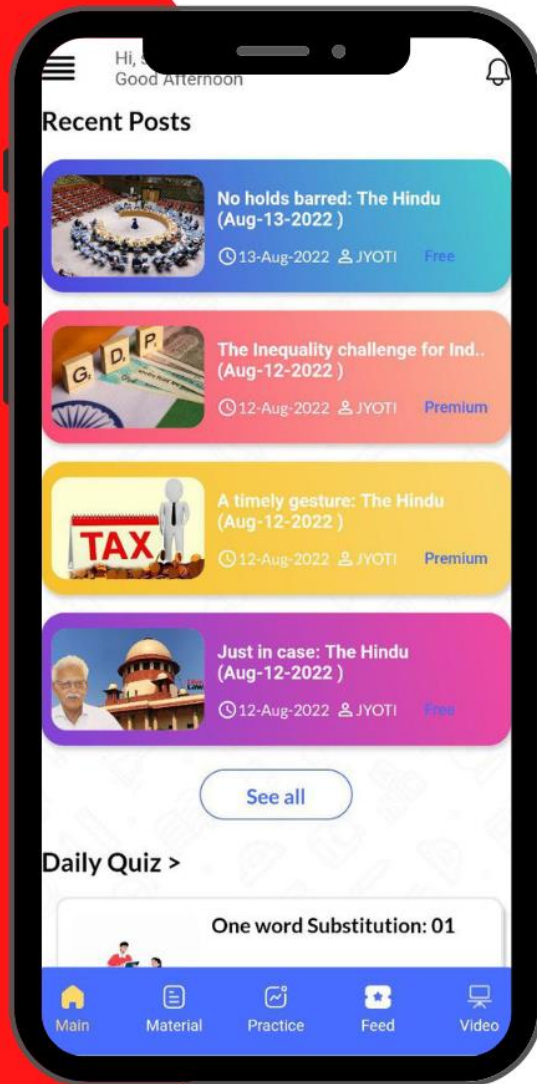 Hi,
Good Afternoon
Recent Posts
No holds barred: The Hindu
(Aug-13-2022 )
13-Aug-2022 JYOTI Free
G D P
The Inequality challenge for Ind..
(Aug-12-2022 )
12-Aug-2022 JYOTI Premium
TAX
A timely gesture: The Hindu
(Aug-12-2022 )
12-Aug-2022 JYOTI Premium
Just in case: The Hindu
(Aug-12-2022 )
12-Aug-2022 JYOTI Free
See all
Daily Quiz >
One word Substitution: 01
Main Material Practice Feed Video